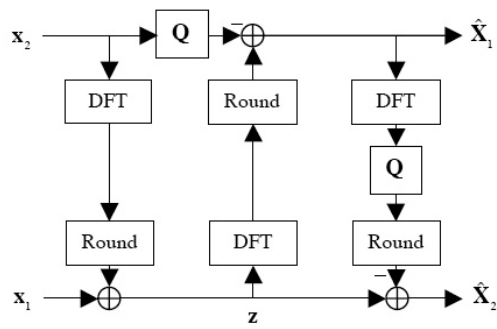 x₂ Q − X̂₁
DFT Round DFT
Q
Round DFT Round
−
x₁ X̂₂
z